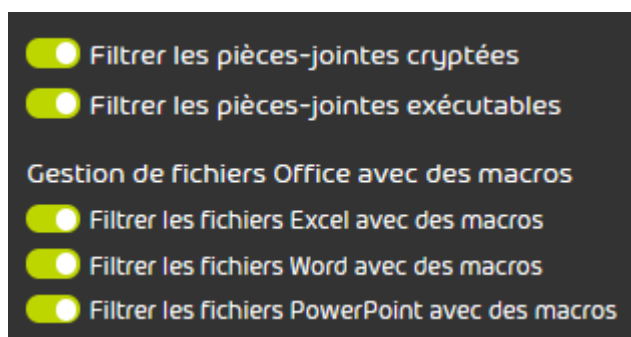 Filtrer les pièces-jointes cryptées
Filtrer les pièces-jointes exécutables
Gestion de fichiers Office avec des macros
Filtrer les fichiers Excel avec des macros
Filtrer les fichiers Word avec des macros
Filtrer les fichiers PowerPoint avec des macros